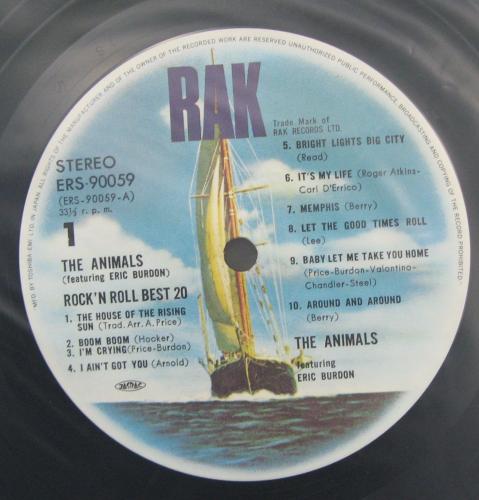 MFD. BY TOSHIBA EMI LTD. IN JAPAN ALL RIGHTS OF THE MANUFACTURER AND OF THE OWNER OF THE RECORDED WORK ARE RESERVED UNAUTHORIZED PUBLIC PERFORMANCE, BROADCASTING AND COPYING OF THE RECORD PROHIBITED
RAK
Trade Mark of
RAK RECORDS LTD.
STEREO
ERS-90059
(ERS-90059-A)
33⅓ r. p. m.
1
THE ANIMALS
(featuring ERIC BURDON)
ROCK'N ROLL BEST 20
1. THE HOUSE OF THE RISING
SUN (Trad. Arr. A. Price)
2. BOOM BOOM (Hooker)
3. I'M CRYING (Price-Burdon)
4. I AIN'T GOT YOU (Arnold)
JASRAC
5. BRIGHT LIGHTS BIG CITY
(Read)
6. IT'S MY LIFE (Roger Atkins-
Carl D'Errico)
7. MEMPHIS (Berry)
8. LET THE GOOD TIMES ROLL
(Lee)
9. BABY LET ME TAKE YOU HOME
(Price-Burdon-Valentino-
Chandler-Steel)
10. AROUND AND AROUND
(Berry)
THE ANIMALS
featuring
ERIC BURDON